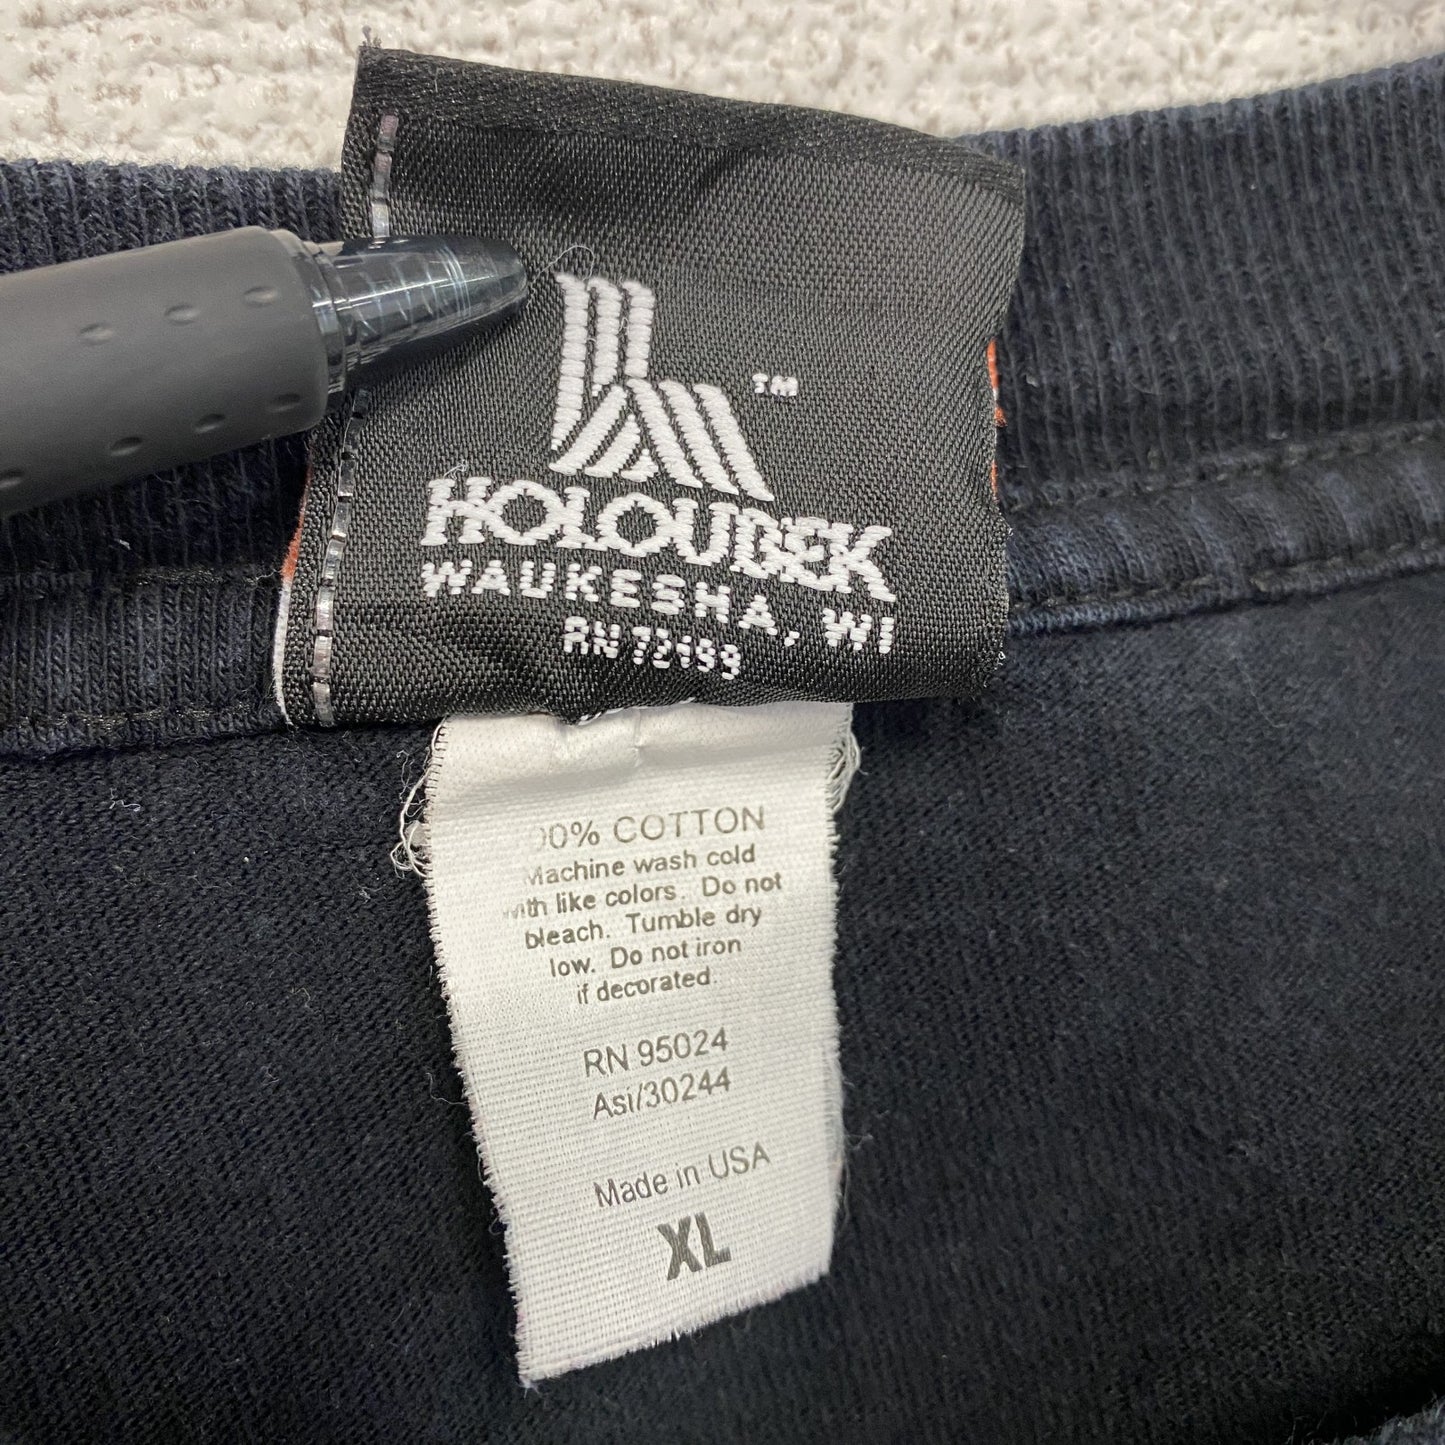 TM
HOLOUBEK
WAUKESHA, WI
RN 72199
00% COTTON
Machine wash cold
with like colors. Do not
bleach. Tumble dry
low. Do not iron
if decorated.
RN 95024
Asi/30244
Made in USA
XL